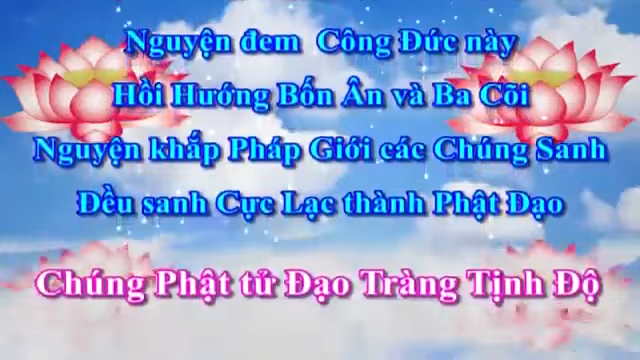 Nguyện đem Công Đức này
Hồi Hướng Bốn Ân và Ba Cõi
Nguyện khắp Pháp Giới các Chúng Sanh
Đều sanh Cực Lạc thành Phật Đạo
Chúng Phật tử Đạo Tràng Tịnh Độ